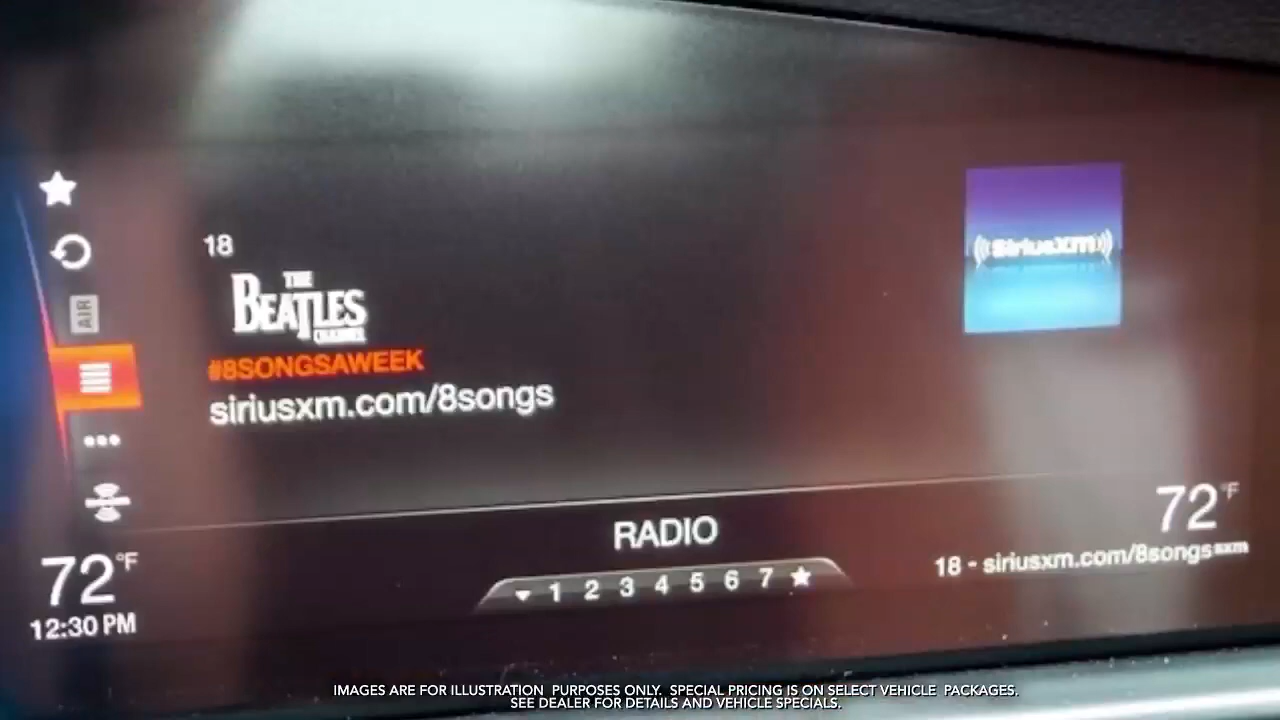 18
THE
BEATLES
CHANNEL
#8SONGSAWEEK
siriusxm.com/8songs
AIR
SiriusXM
RADIO
1 2 3 4 5 6 7
72°F
12:30 PM
72°F
18 - siriusxm.com/8songs sxm
IMAGES ARE FOR ILLUSTRATION PURPOSES ONLY. SPECIAL PRICING IS ON SELECT VEHICLE PACKAGES.
SEE DEALER FOR DETAILS AND VEHICLE SPECIALS.